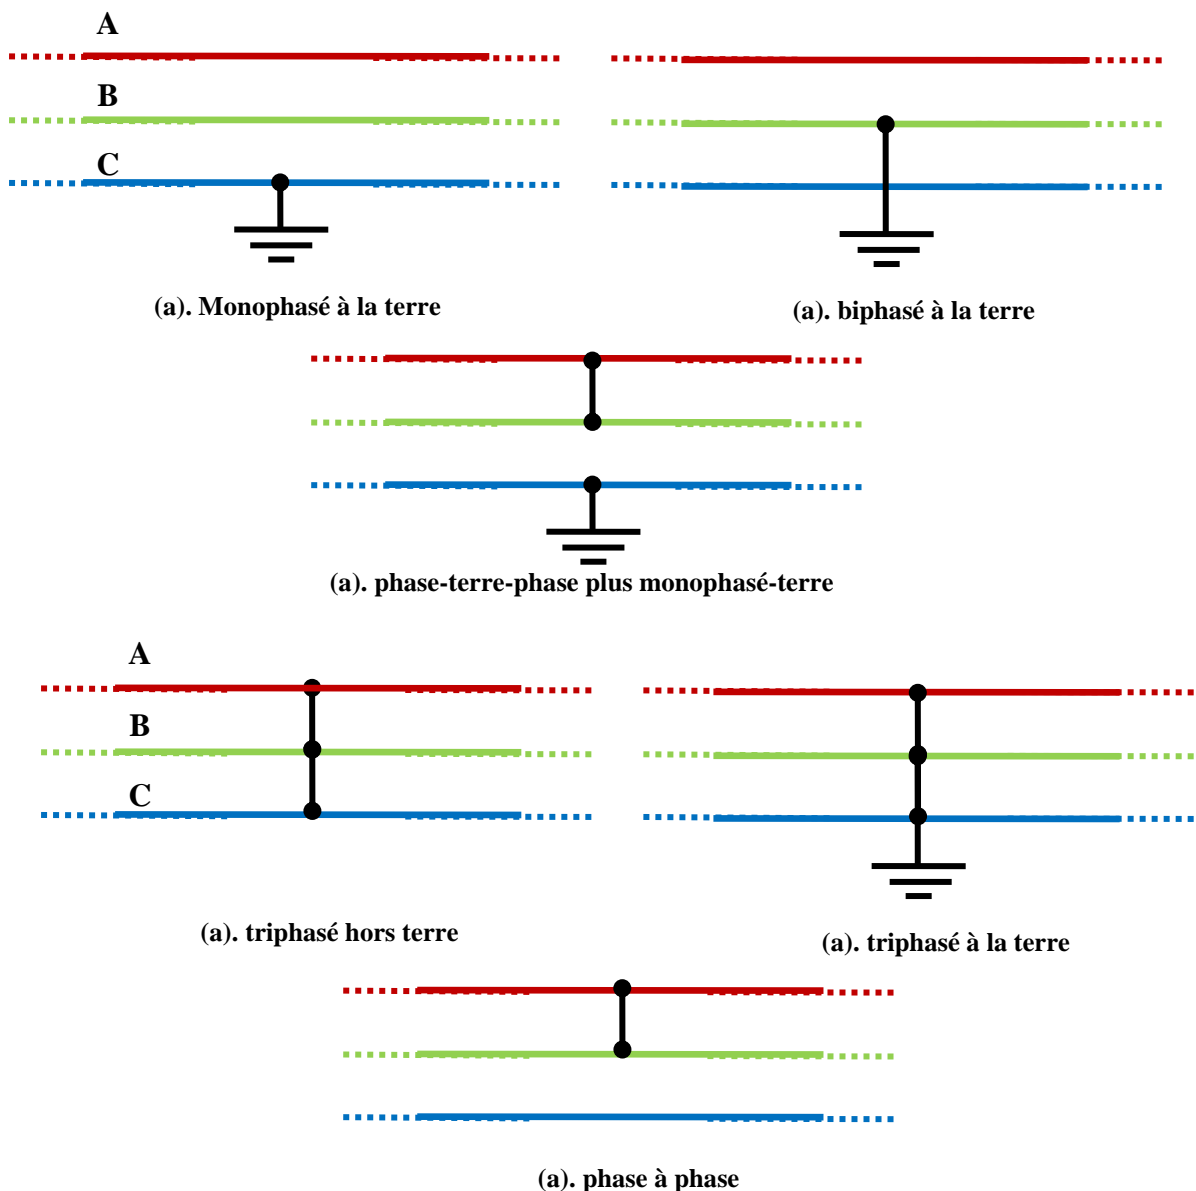 A
B
C
(a). Monophasé à la terre
(a). biphasé à la terre
(a). phase-terre-phase plus monophasé-terre
A
B
C
(a). triphasé hors terre
(a). triphasé à la terre
(a). phase à phase